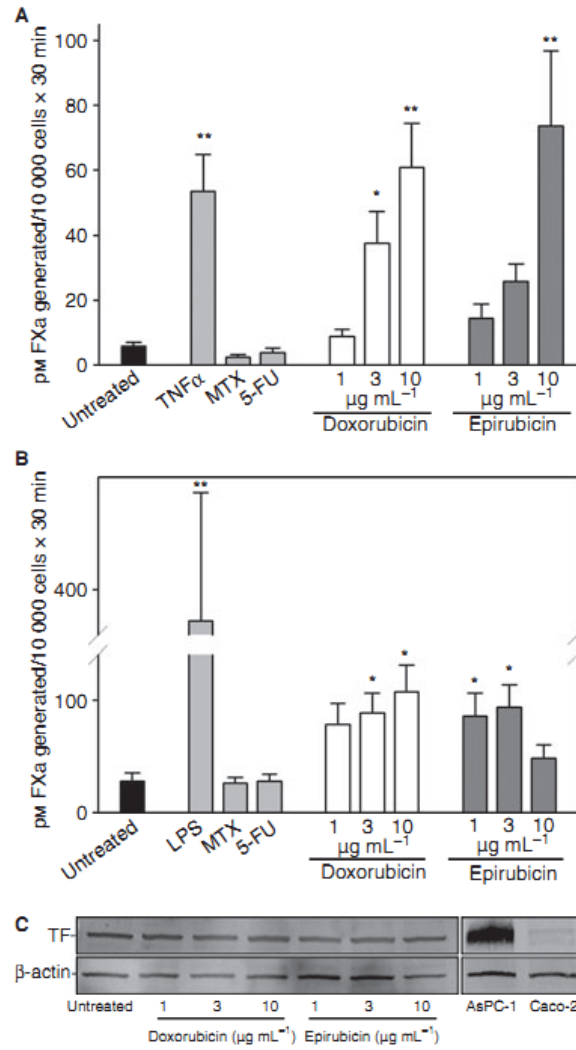 A
pM FXa generated/10 000 cells × 30 min
100
80
60
40
20
0
**
*
**
**
Untreated
TNFα
MTX
5-FU
1 3 10
µg mL⁻¹
Doxorubicin
1 3 10
µg mL⁻¹
Epirubicin
B
pM FXa generated/10 000 cells × 30 min
400
100
0
**
*
*
*
*
Untreated
LPS
MTX
5-FU
1 3 10
µg mL⁻¹
Doxorubicin
1 3 10
µg mL⁻¹
Epirubicin
C
TF
β-actin
Untreated 1 3 10 1 3 10 AsPC-1 Caco-2
Doxorubicin (µg mL⁻¹) Epirubicin (µg mL⁻¹)